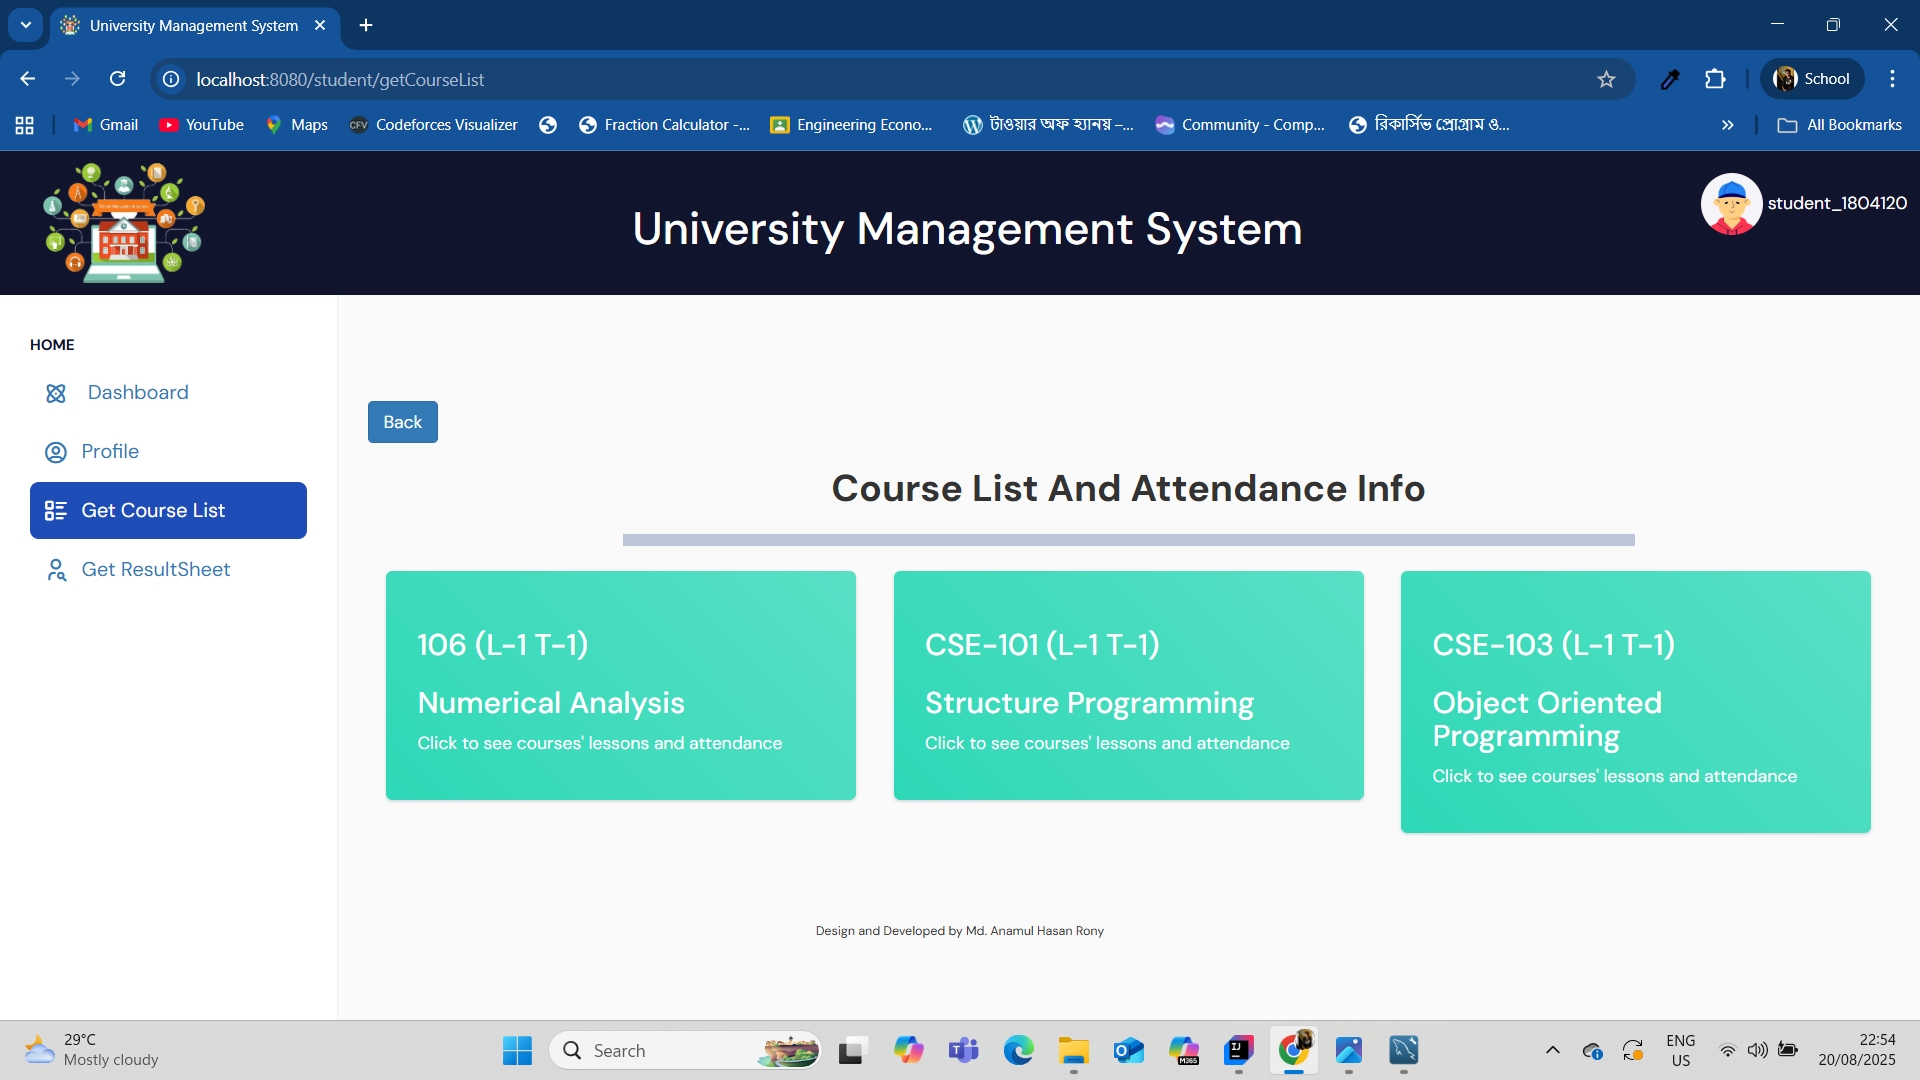 University Management System
localhost:8080/student/getCourseList
School
Gmail
YouTube
Maps
CFV
Codeforces Visualizer
Fraction Calculator -...
Engineering Econo...
টাওয়ার অফ হ্যানয় –...
Community - Comp...
রিকার্সিভ প্রোগ্রাম ও...
All Bookmarks
University Management System
student_1804120
HOME
Dashboard
Profile
Get Course List
Get ResultSheet
Back
Course List And Attendance Info
106 (L-1 T-1)
Numerical Analysis
Click to see courses' lessons and attendance
CSE-101 (L-1 T-1)
Structure Programming
Click to see courses' lessons and attendance
CSE-103 (L-1 T-1)
Object Oriented
Programming
Click to see courses' lessons and attendance
Design and Developed by Md. Anamul Hasan Rony
29°C
Mostly cloudy
Search
M365
IJ
ENG
US
22:54
20/08/2025